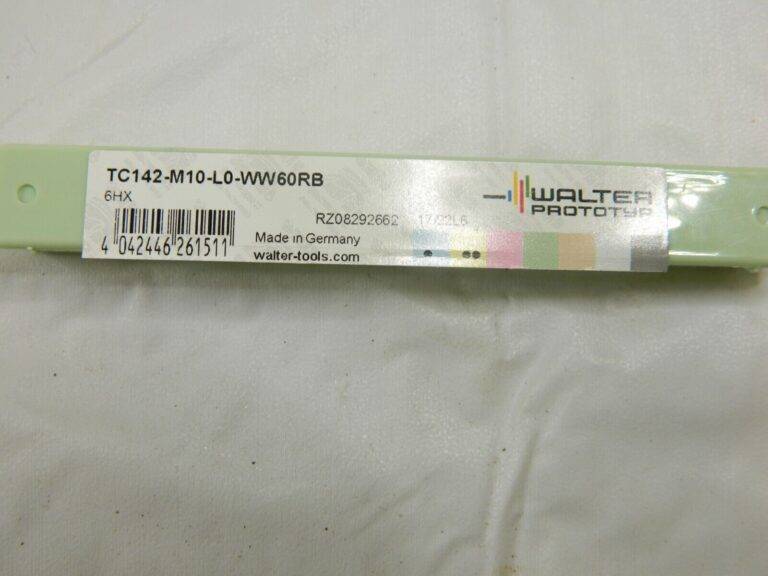 TC142-M10-L0-WW60RB
6HX
WALTER
PROTOTYP
RZ08292662
4 042446 261511
Made in Germany
walter-tools.com